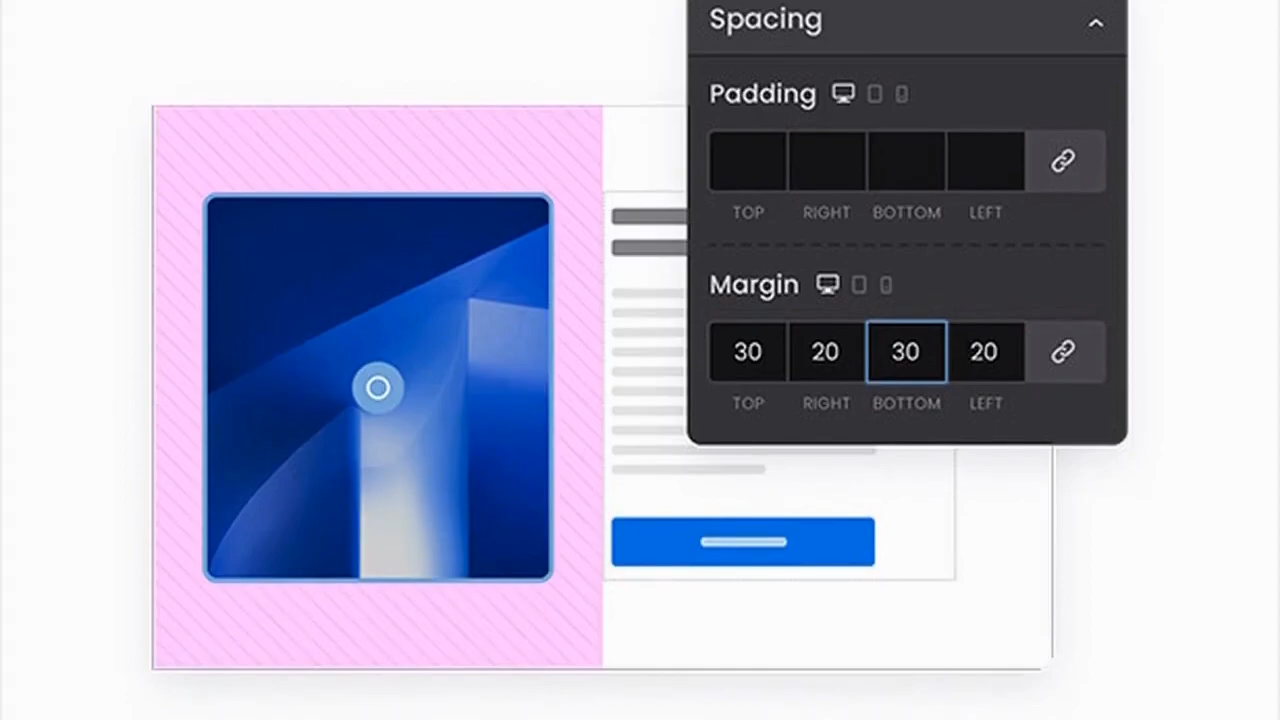 Spacing
Padding
TOP RIGHT BOTTOM LEFT
Margin
30 20 30 20
TOP RIGHT BOTTOM LEFT